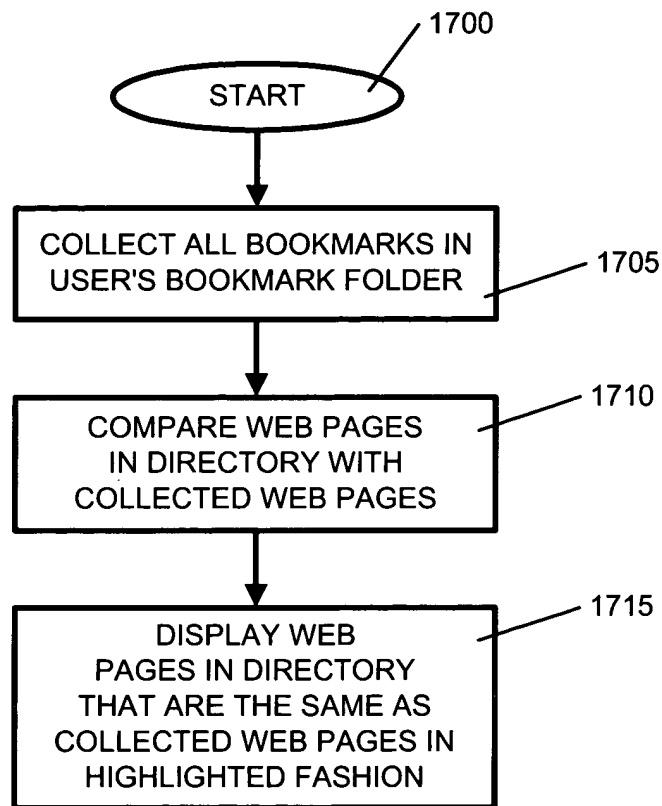 1700
START
COLLECT ALL BOOKMARKS IN
USER'S BOOKMARK FOLDER
1705
1710
COMPARE WEB PAGES
IN DIRECTORY WITH
COLLECTED WEB PAGES
1715
DISPLAY WEB
PAGES IN DIRECTORY
THAT ARE THE SAME AS
COLLECTED WEB PAGES IN
HIGHLIGHTED FASHION